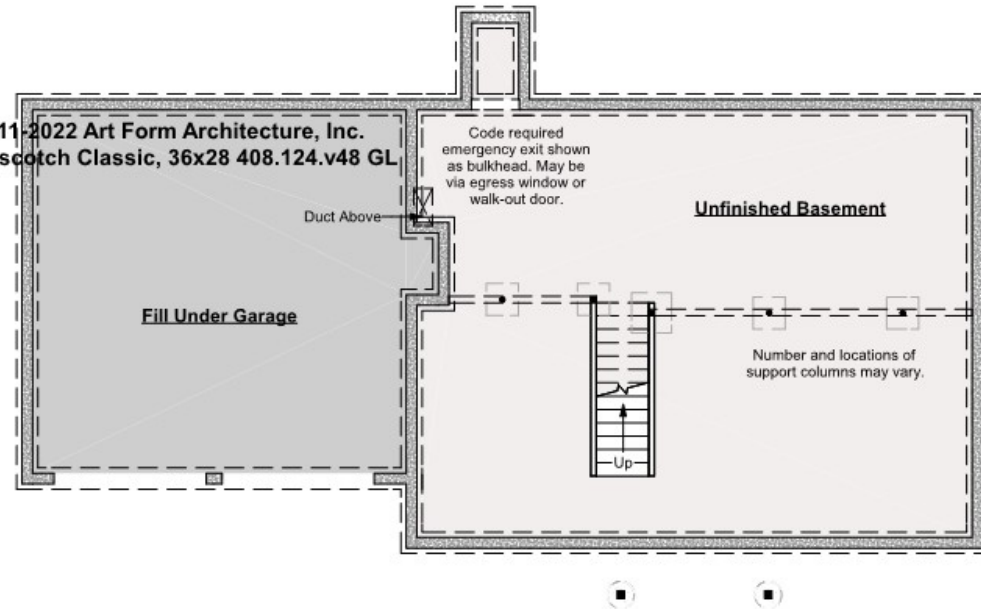 2022 Art Form Architecture, Inc.
Classic, 36x28 408.124.v48 GL
Code required
emergency exit shown
as bulkhead. May be
via egress window or
walk-out door.
Duct Above
Unfinished Basement
Fill Under Garage
Number and locations of
support columns may vary.
Up